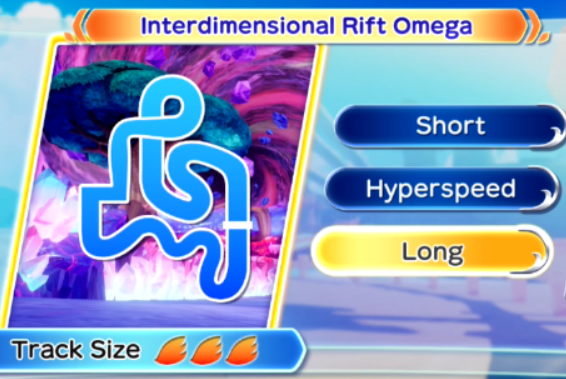 Interdimensional Rift Omega
Short
Hyperspeed
Long
Track Size